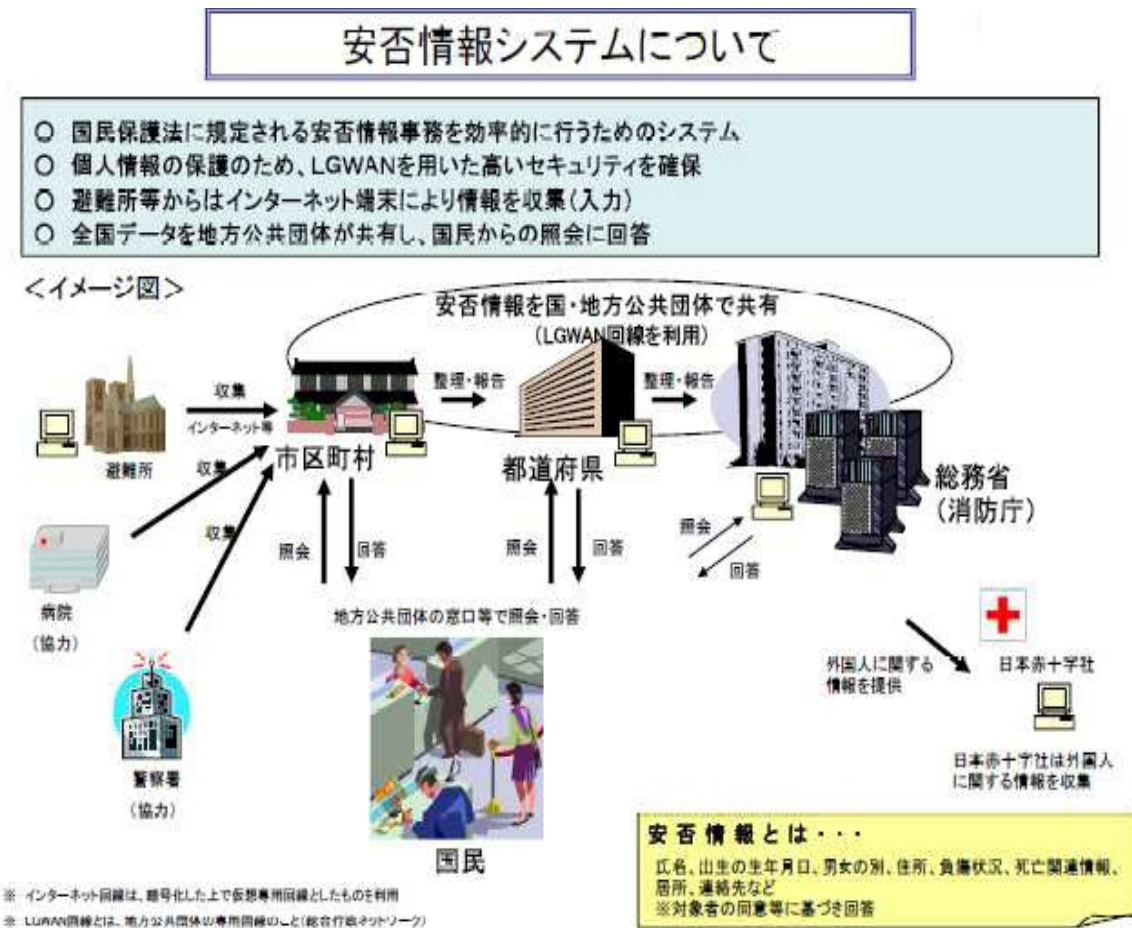 安否情報システムについて
○ 国民保護法に規定される安否情報事務を効率的に行うためのシステム
○ 個人情報の保護のため、LGWANを用いた高いセキュリティを確保
○ 避難所等からはインターネット端末により情報を収集(入力)
○ 全国データを地方公共団体が共有し、国民からの照会に回答
＜イメージ図＞
安否情報を国・地方公共団体で共有
(LGWAN回線を利用)
収集
インターネット等
整理・報告
整理・報告
避難所
市区町村
都道府県
総務省
(消防庁)
収集
収集
病院
(協力)
照会
回答
照会
回答
照会
回答
地方公共団体の窓口等で照会・回答
警察署
(協力)
国民
外国人に関する
情報を提供
日本赤十字社
日本赤十字社は外国人
に関する情報を収集
安否情報とは・・・
氏名、出生の生年月日、男女の別、住所、負傷状況、死亡関連情報、
居所、連絡先など
※対象者の同意等に基づき回答
※ インターネット回線は、暗号化した上で仮想専用回線としたものを利用
※ LGWAN回線とは、地方公共団体の専用回線のこと(総合行政ネットワーク)